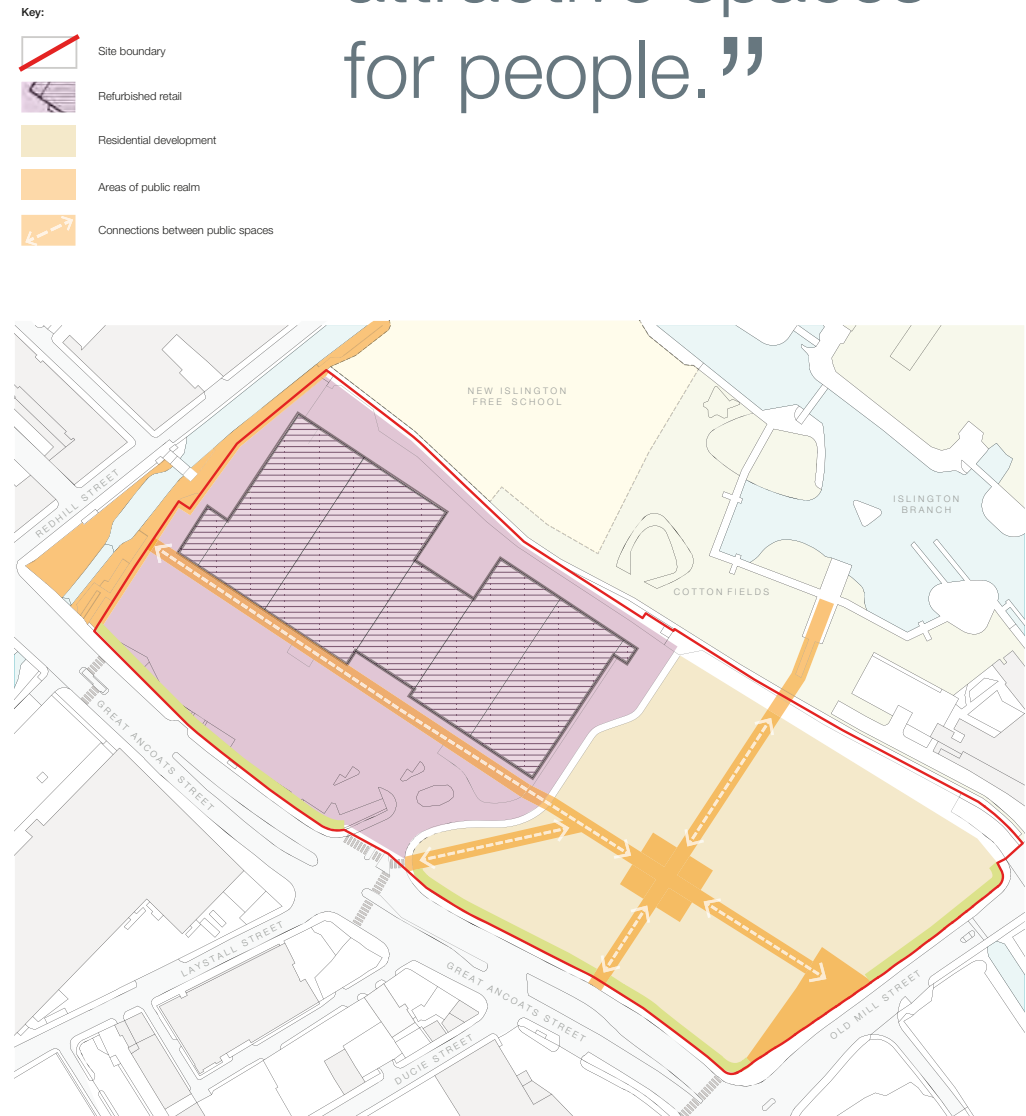 Key:
Site boundary
Refurbished retail
Residential development
Areas of public realm
Connections between public spaces
attractive spaces
for people.”
NEW ISLINGTON
FREE SCHOOL
REDHILL STREET
ISLINGTON
BRANCH
COTTON FIELDS
GREAT ANCOATS STREET
LAYSTALL STREET
GREAT ANCOATS STREET
OLD MILL STREET
DUCIE STREET